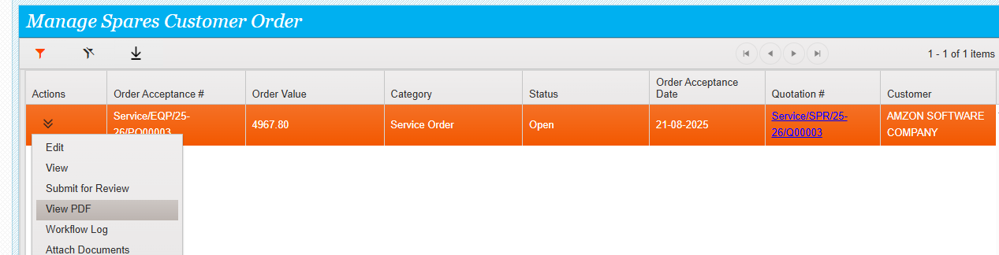 Manage Spares Customer Order
1 - 1 of 1 items
Actions
Order Acceptance #
Order Value
Category
Status
Order Acceptance
Date
Quotation #
Customer
Service/EQP/25-
26/PO00003
4967.80
Service Order
Open
21-08-2025
Service/SPR/25-
26/Q00003
AMZON SOFTWARE
COMPANY
Edit
View
Submit for Review
View PDF
Workflow Log
Attach Documents